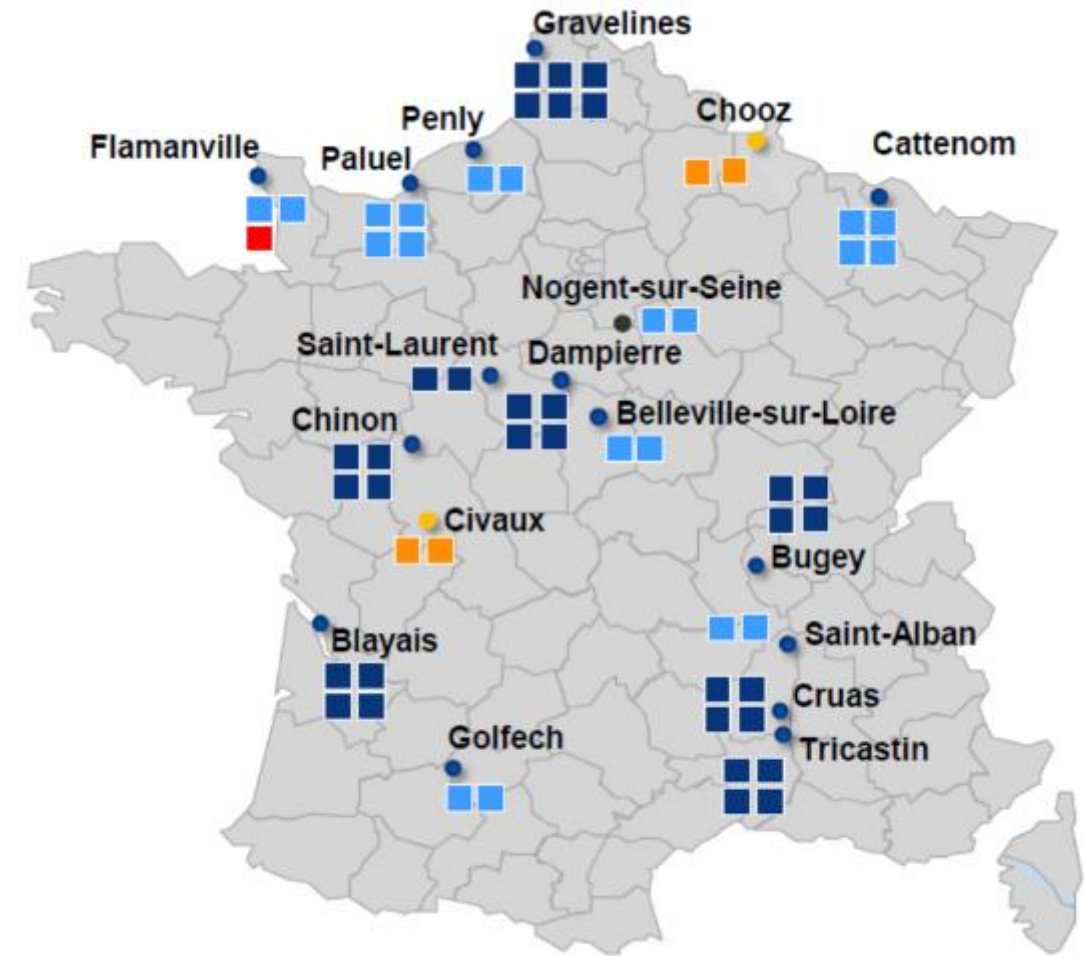 Gravelines
Chooz
Penly
Cattenom
Flamanville
Paluel
Nogent-sur-Seine
Saint-Laurent
Dampierre
Belleville-sur-Loire
Chinon
Civaux
Bugey
Saint-Alban
Blayais
Cruas
Golfech
Tricastin